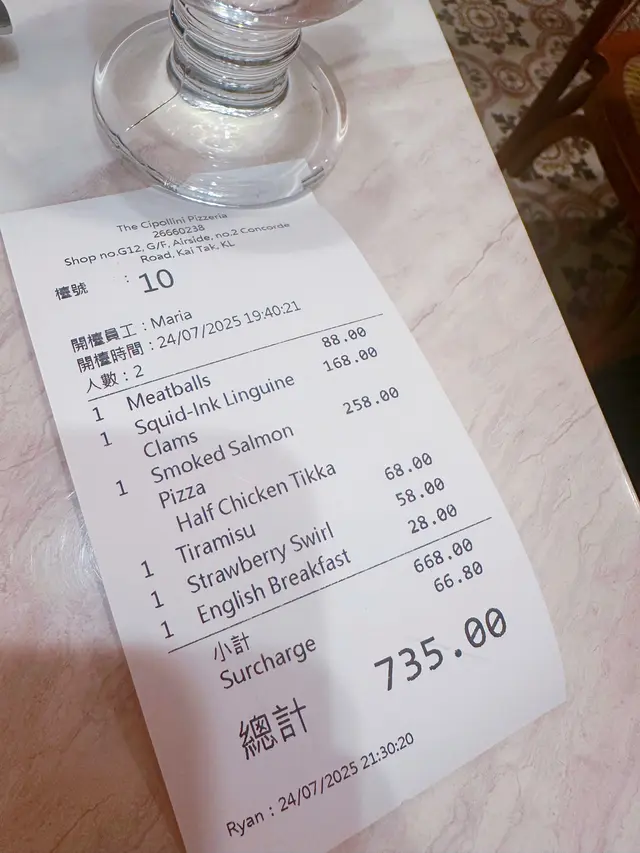 The Cipollini Pizzeria
26660238
Shop no.G12, G/F, Airside, no.2 Concorde
Road, Kai Tak, KL
檯號 : 10
開檯員工 : Maria
開檯時間 : 24/07/2025 19:40:21
人數 : 2
1 Meatballs 88.00
1 Squid-Ink Linguine 168.00
Clams
1 Smoked Salmon 258.00
Pizza
Half Chicken Tikka
1 Tiramisu 68.00
1 Strawberry Swirl 58.00
1 English Breakfast 28.00
小計 668.00
Surcharge 66.80
總計 735.00
Ryan : 24/07/2025 21:30:20